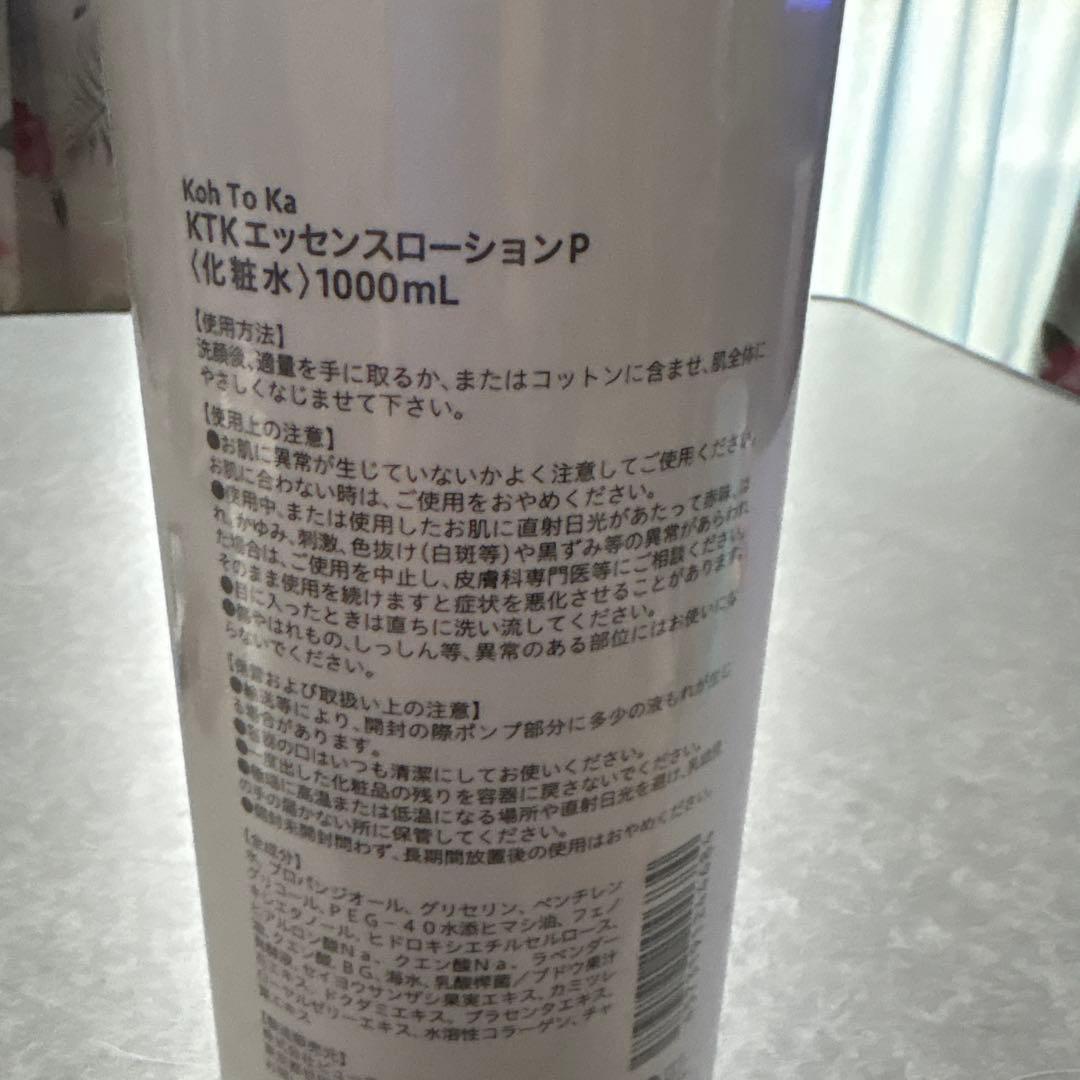 Koh To Ka
KTKエッセンスローションP
〈化粧水〉1000mL
【使用方法】
洗顔後、適量を手に取るか、またはコットンに含ませ、肌全体に
やさしくなじませて下さい。
【使用上の注意】
●お肌に異常が生じていないかよく注意してご使用ください。
お肌に合わない時は、ご使用をおやめください。
●使用中、または使用したお肌に直射日光があたって赤味、は
れ、かゆみ、刺激、色抜け(白斑等)や黒ずみ等の異常があらわれ
た場合は、ご使用を中止し、皮膚科専門医等にご相談ください。
そのまま使用を続けますと症状を悪化させることがあります。
●目に入ったときは直ちに洗い流してください。
●傷やはれもの、しっしん等、異常のある部位にはお使いにな
らないでください。
【保管および取扱い上の注意】
●輸送等により、開封の際ポンプ部分に多少の液もれが生じ
る場合があります。
●容器の口はいつも清潔にしてお使いください。
●一度出した化粧品の残りを容器に戻さないでください。
●極端に高温または低温になる場所や直射日光を避け、乳幼児
の手の届かない所に保管してください。
●開封未開封問わず、長期間放置後の使用はおやめください。
【全成分】
水、プロパンジオール、グリセリン、ペンチレン
グリコール、PEG-40水添ヒマシ油、フェノ
キシエタノール、ヒドロキシエチルセルロース、
ヒアルロン酸Na、クエン酸Na、ラベンダー
油、クエン酸、BG、海水、乳酸桿菌/ブドウ果汁
発酵液、セイヨウサンザシ果実エキス、カミツレ
花エキス、ドクダミエキス、プラセンタエキス、
ローヤルゼリーエキス、水溶性コラーゲン、チャ
葉エキス